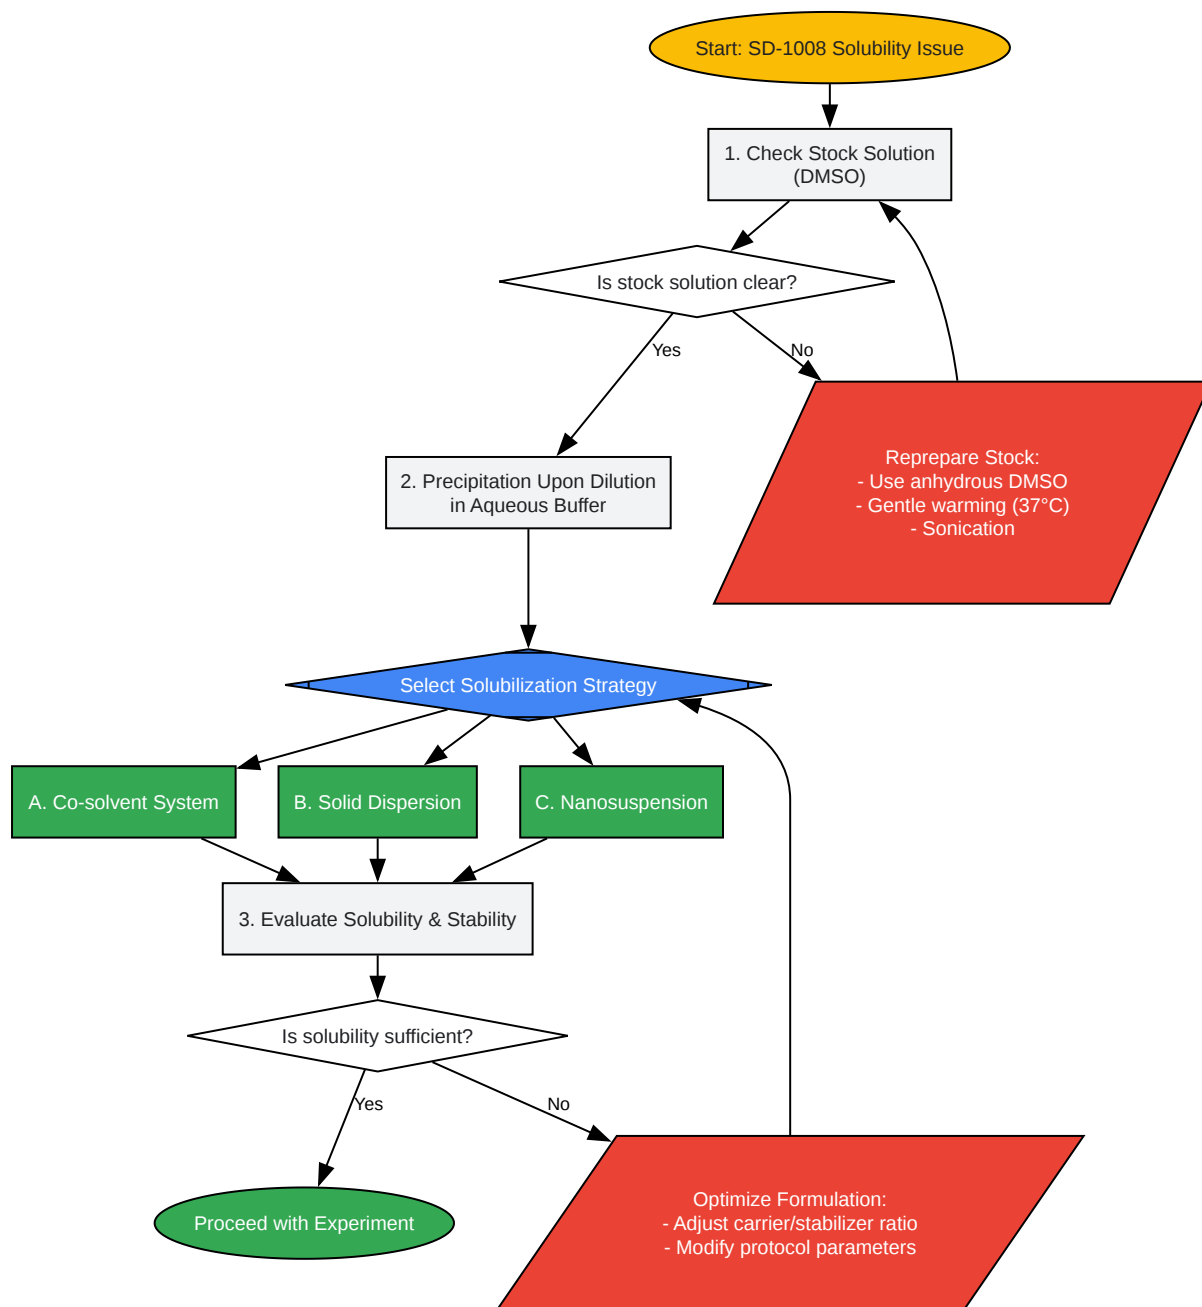 Start: SD-1008 Solubility Issue
1. Check Stock Solution
(DMSO)
Is stock solution clear?
Yes
No
Reprepare Stock:
- Use anhydrous DMSO
- Gentle warming (37°C)
- Sonication
2. Precipitation Upon Dilution
in Aqueous Buffer
Select Solubilization Strategy
A. Co-solvent System
B. Solid Dispersion
C. Nanosuspension
3. Evaluate Solubility & Stability
Is solubility sufficient?
Yes
No
Proceed with Experiment
Optimize Formulation:
- Adjust carrier/stabilizer ratio
- Modify protocol parameters